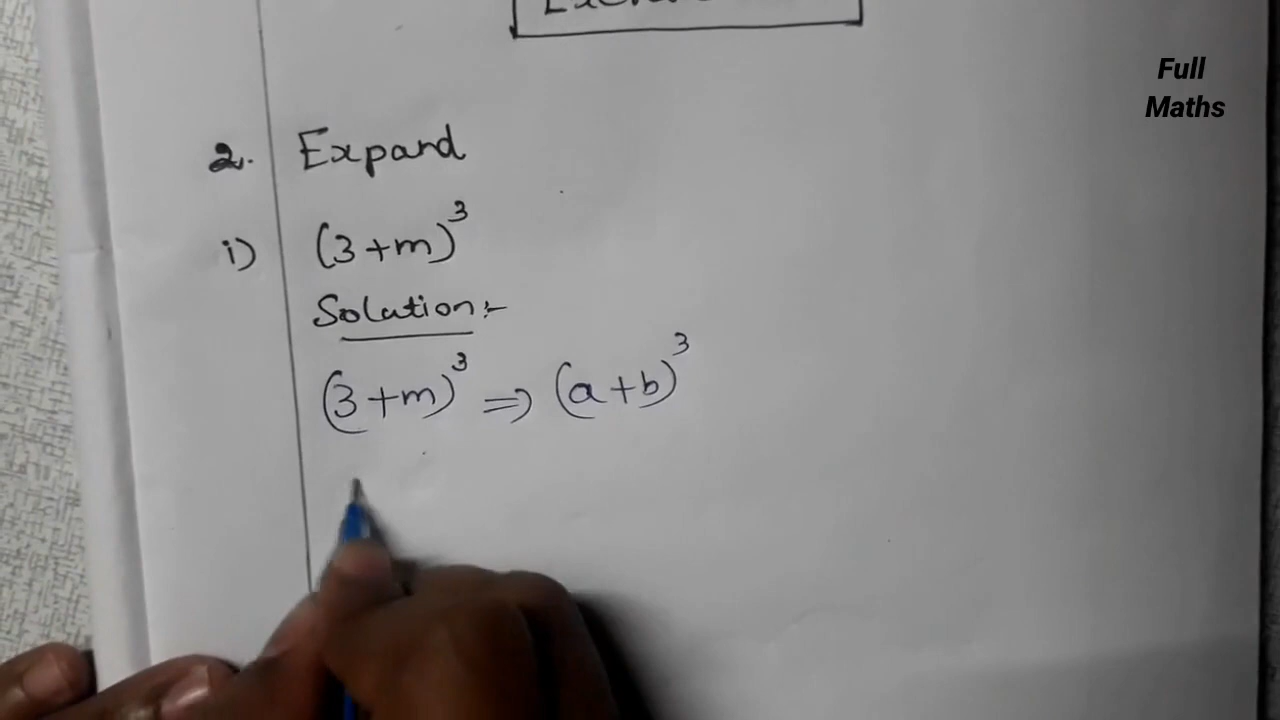 Full
Maths
2. Expand
i) (3+m)³
Solution:-
(3+m)³ ⇒ (a+b)³